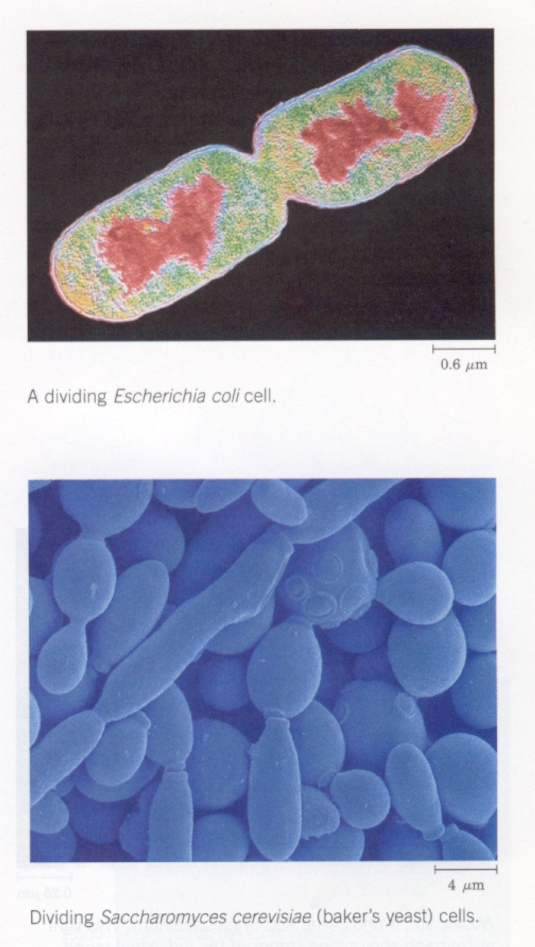 0.6 μm
A dividing Escherichia coli cell.
4 μm
Dividing Saccharomyces cerevisiae (baker's yeast) cells.